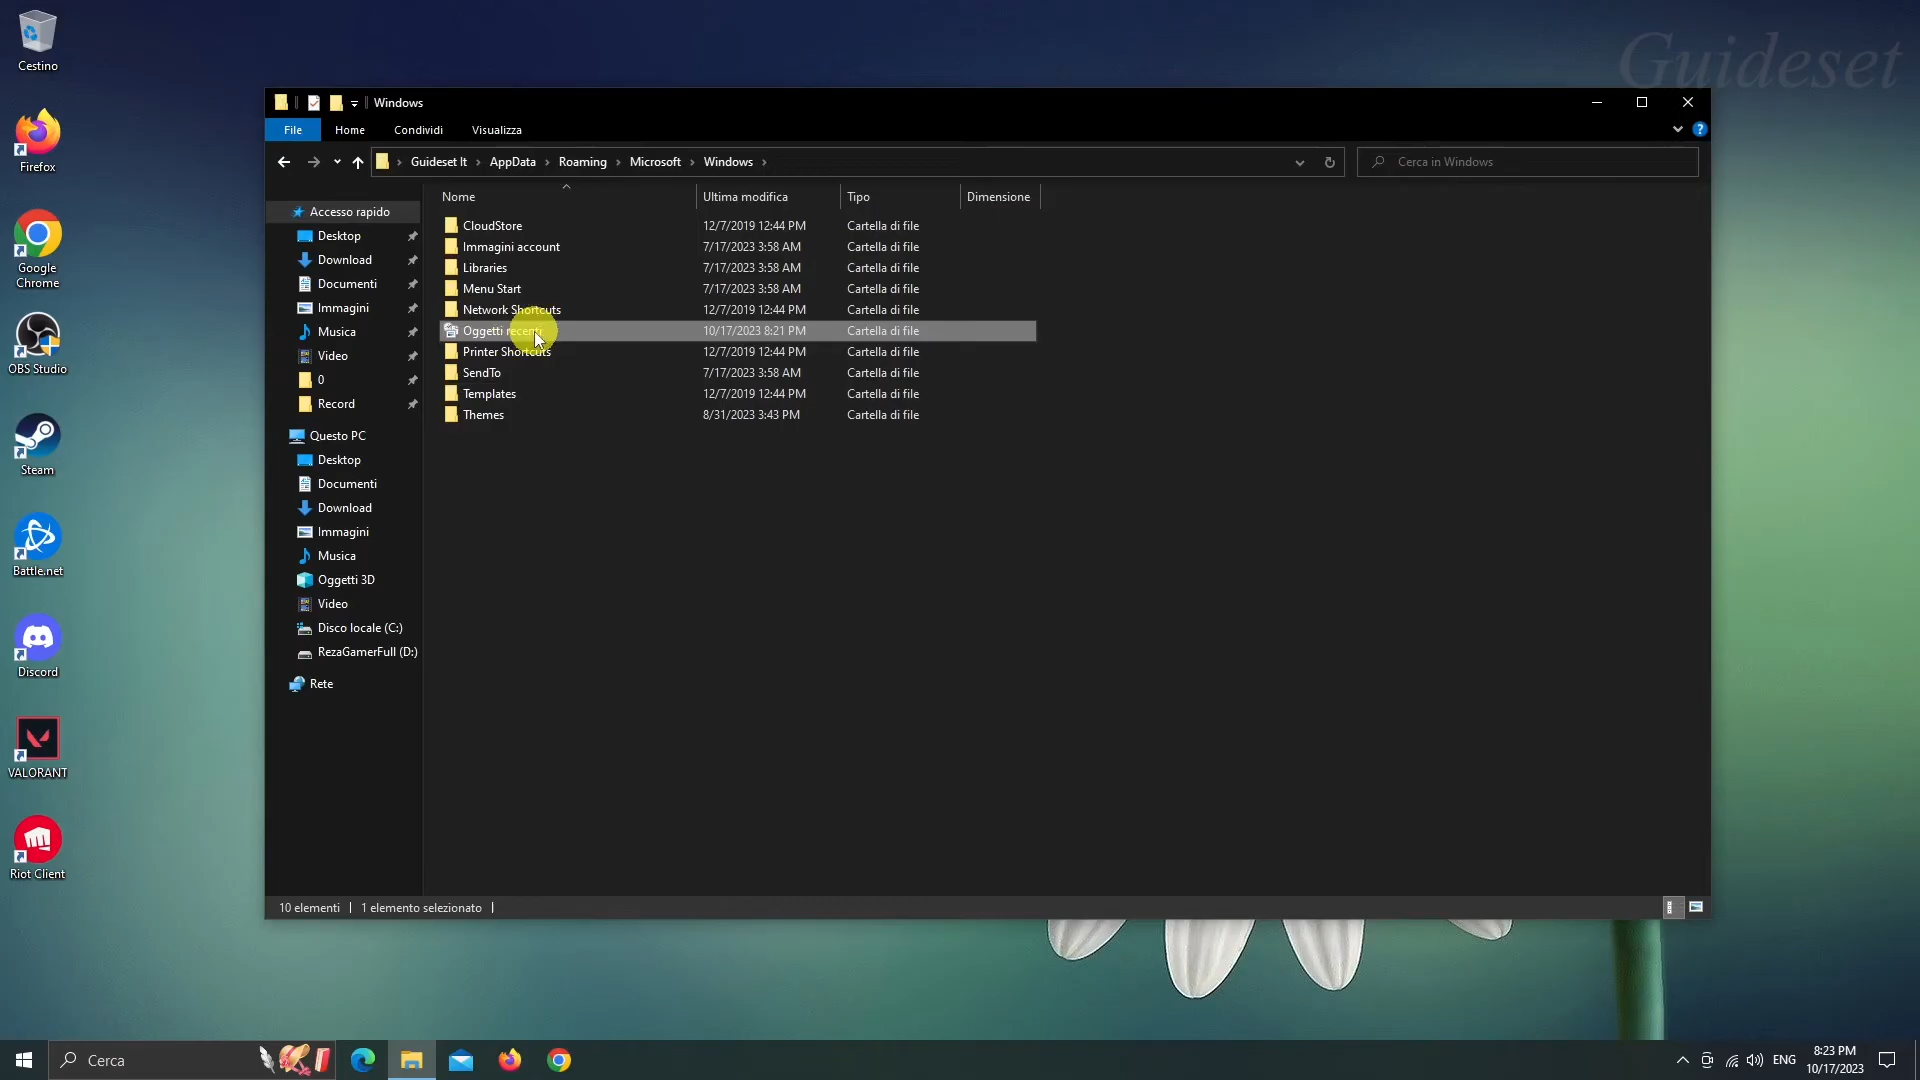 Guideset
Cestino
Firefox
Google
Chrome
OBS Studio
Steam
Battle.net
Discord
VALORANT
Riot Client
Windows
File Home Condividi Visualizza
Guideset It AppData Roaming Microsoft Windows
Cerca in Windows
Accesso rapido
Desktop
Download
Documenti
Immagini
Musica
Video
0
Record
Questo PC
Desktop
Documenti
Download
Immagini
Musica
Oggetti 3D
Video
Disco locale (C:)
RezaGamerFull (D:)
Rete
Nome Ultima modifica Tipo Dimensione
CloudStore 12/7/2019 12:44 PM Cartella di file
Immagini account 7/17/2023 3:58 AM Cartella di file
Libraries 7/17/2023 3:58 AM Cartella di file
Menu Start 7/17/2023 3:58 AM Cartella di file
Network Shortcuts 12/7/2019 12:44 PM Cartella di file
Oggetti recenti 10/17/2023 8:21 PM Cartella di file
Printer Shortcuts 12/7/2019 12:44 PM Cartella di file
SendTo 7/17/2023 3:58 AM Cartella di file
Templates 12/7/2019 12:44 PM Cartella di file
Themes 8/31/2023 3:43 PM Cartella di file
10 elementi 1 elemento selezionato
Cerca
ENG
8:23 PM
10/17/2023